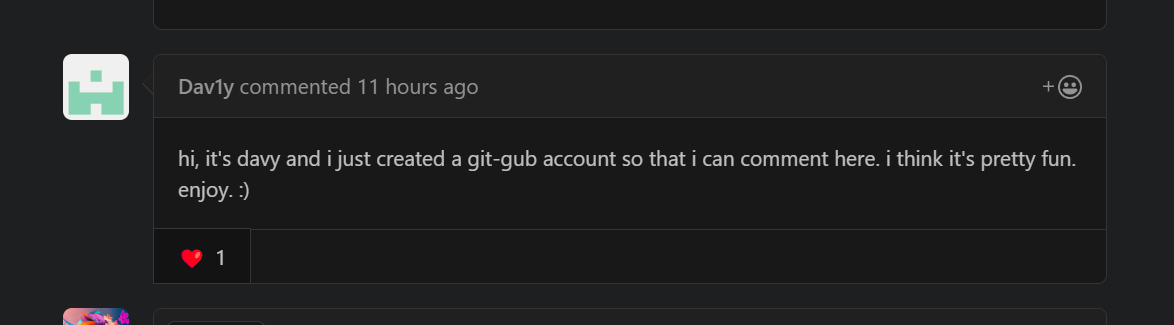 Dav1y commented 11 hours ago
+
hi, it's davy and i just created a git-gub account so that i can comment here. i think it's pretty fun.
enjoy. :)
1